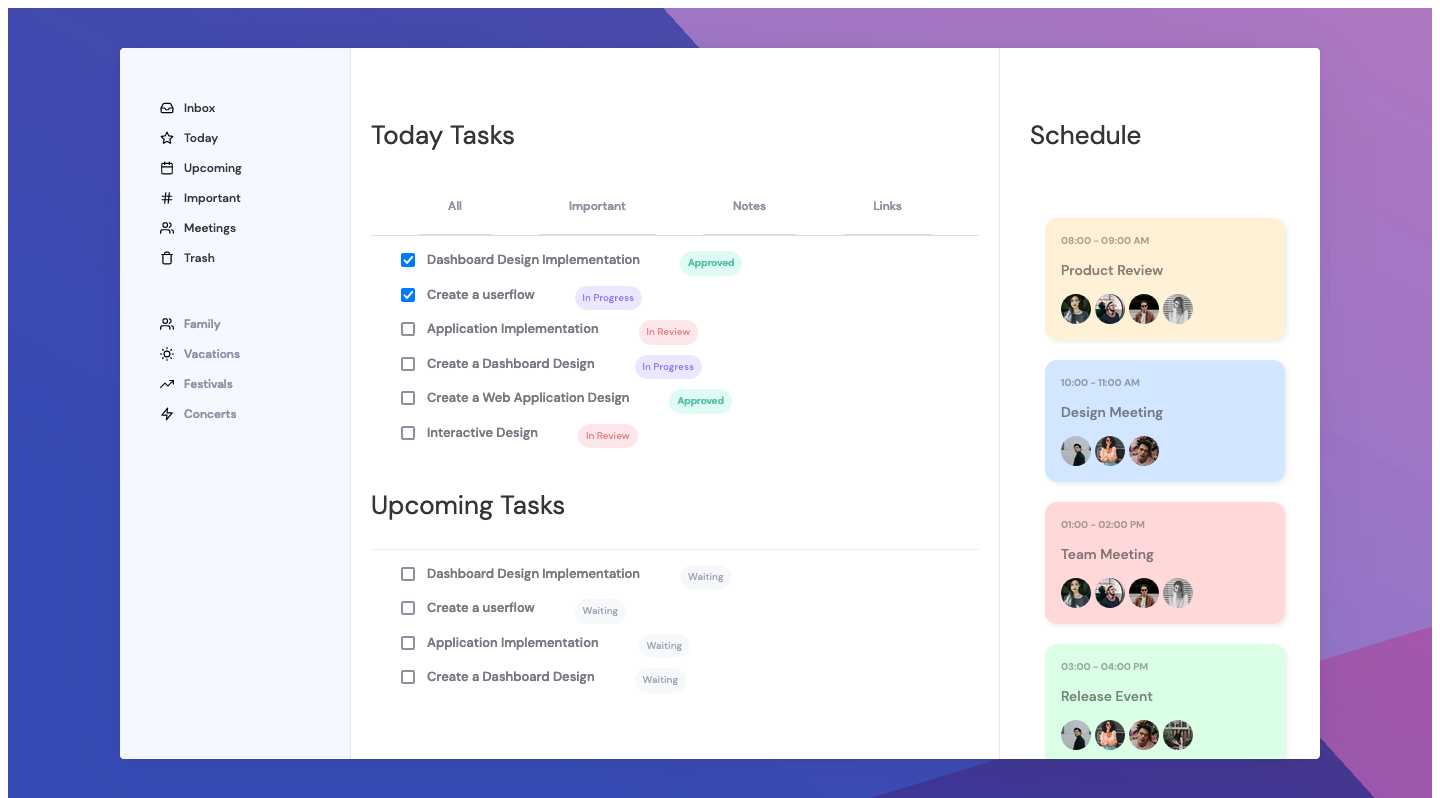 Inbox
Today
Upcoming
Important
Meetings
Trash
Family
Vacations
Festivals
Concerts
Today Tasks
All Important Notes Links
Dashboard Design Implementation Approved
Create a userflow In Progress
Application Implementation In Review
Create a Dashboard Design In Progress
Create a Web Application Design Approved
Interactive Design In Review
Upcoming Tasks
Dashboard Design Implementation Waiting
Create a userflow Waiting
Application Implementation Waiting
Create a Dashboard Design Waiting
Schedule
08:00 - 09:00 AM
Product Review
10:00 - 11:00 AM
Design Meeting
01:00 - 02:00 PM
Team Meeting
03:00 - 04:00 PM
Release Event